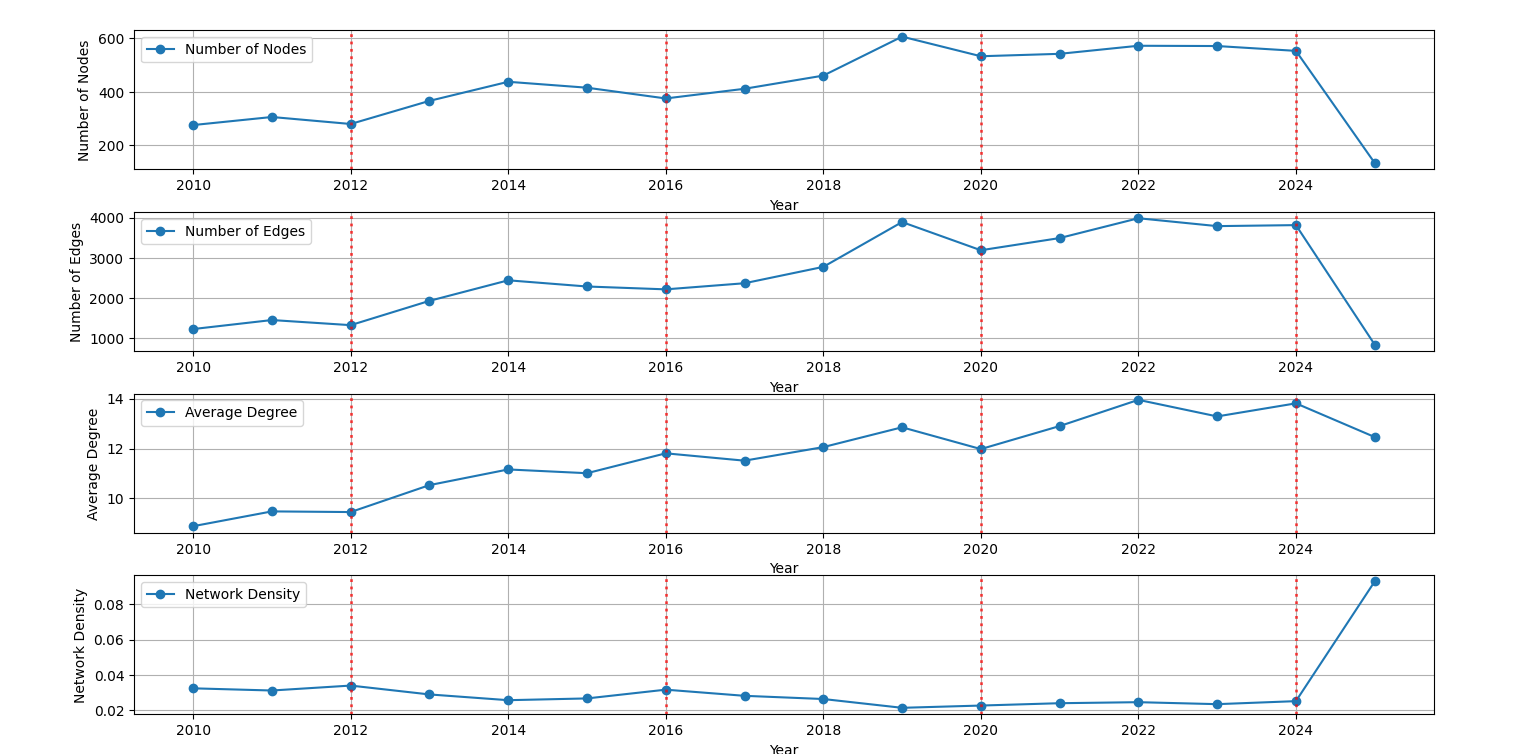 Number of Nodes
600
400
200
Number of Nodes
2010 2012 2014 2016 2018 2020 2022 2024
Year
Number of Edges
4000
3000
2000
1000
Number of Edges
2010 2012 2014 2016 2018 2020 2022 2024
Year
Average Degree
14
12
10
Average Degree
2010 2012 2014 2016 2018 2020 2022 2024
Year
Network Density
0.08
0.06
0.04
0.02
Network Density
2010 2012 2014 2016 2018 2020 2022 2024
Year